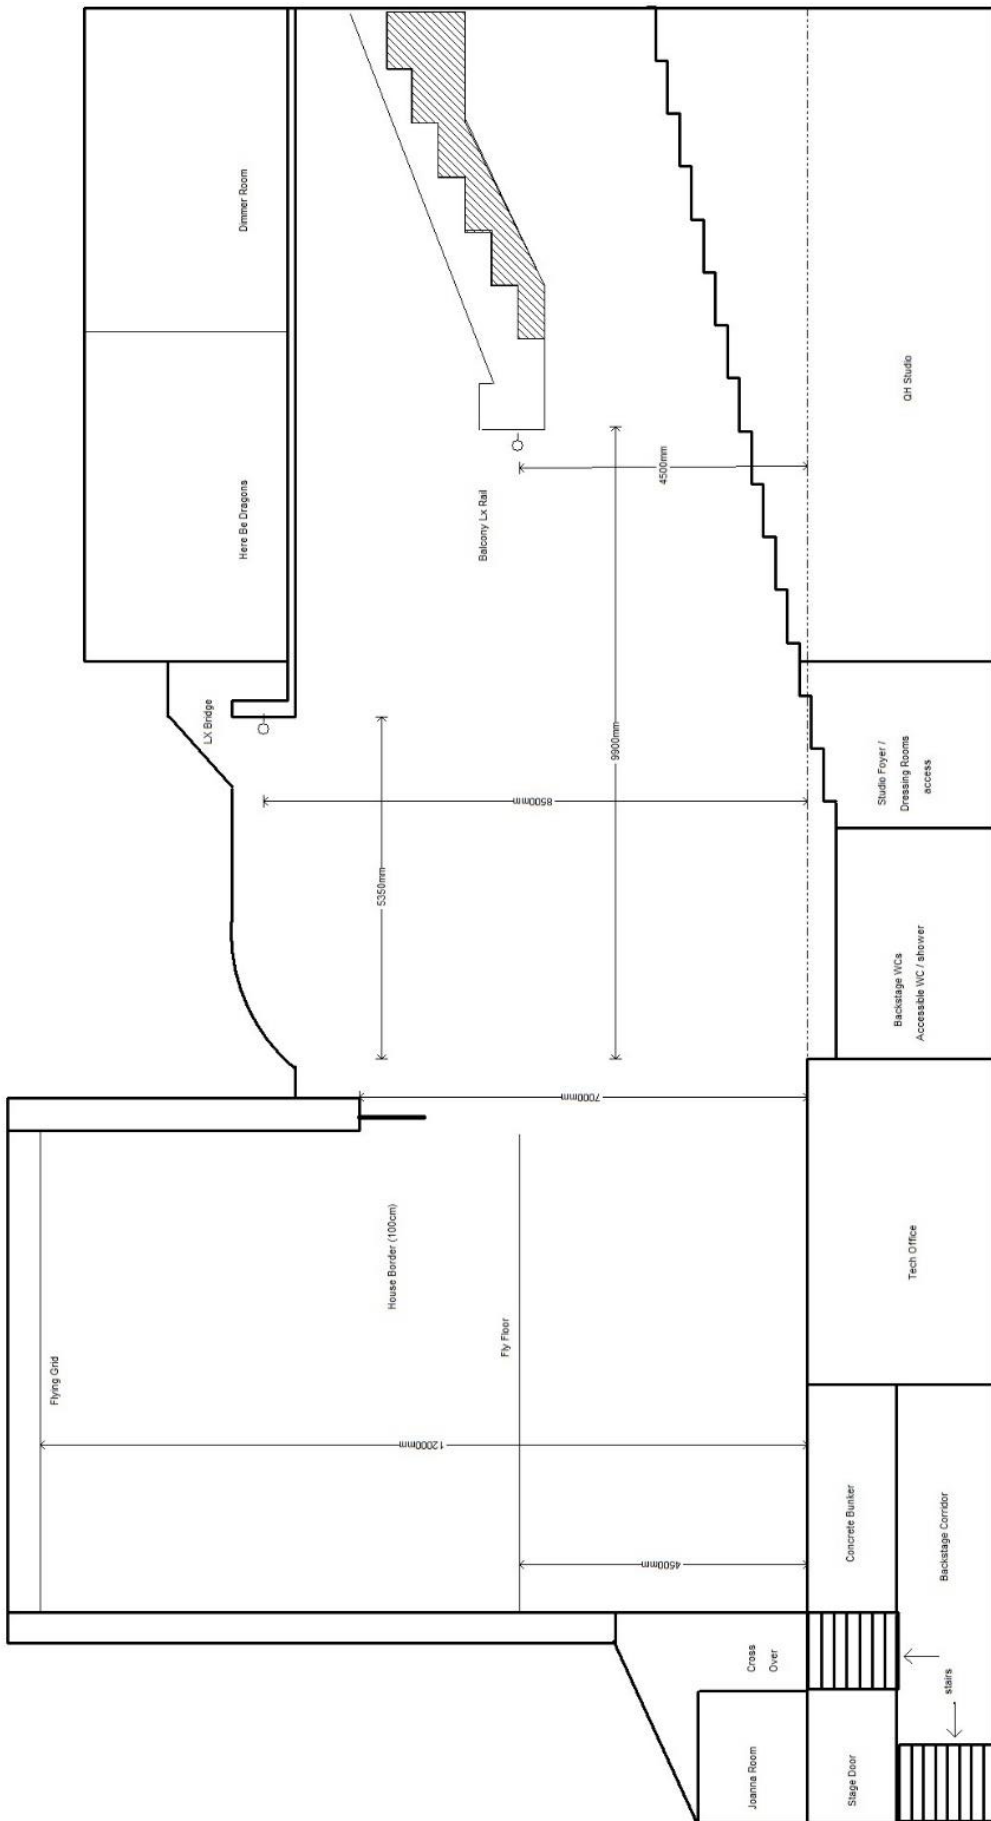 Dimmer Room
Here Be Dragons
LX Bridge
Balcony Lx Rail
4500mm
QH Studio
9900mm
8500mm
5350mm
Studio Foyer /
Dressing Rooms
access
Backstage WCs
Accessible WC / shower
7000mm
House Border (100cm)
Fly Floor
Flying Grid
12000mm
4500mm
Tech Office
Concrete Bunker
Backstage Corridor
Cross
Over
stairs
Joanna Room
Stage Door